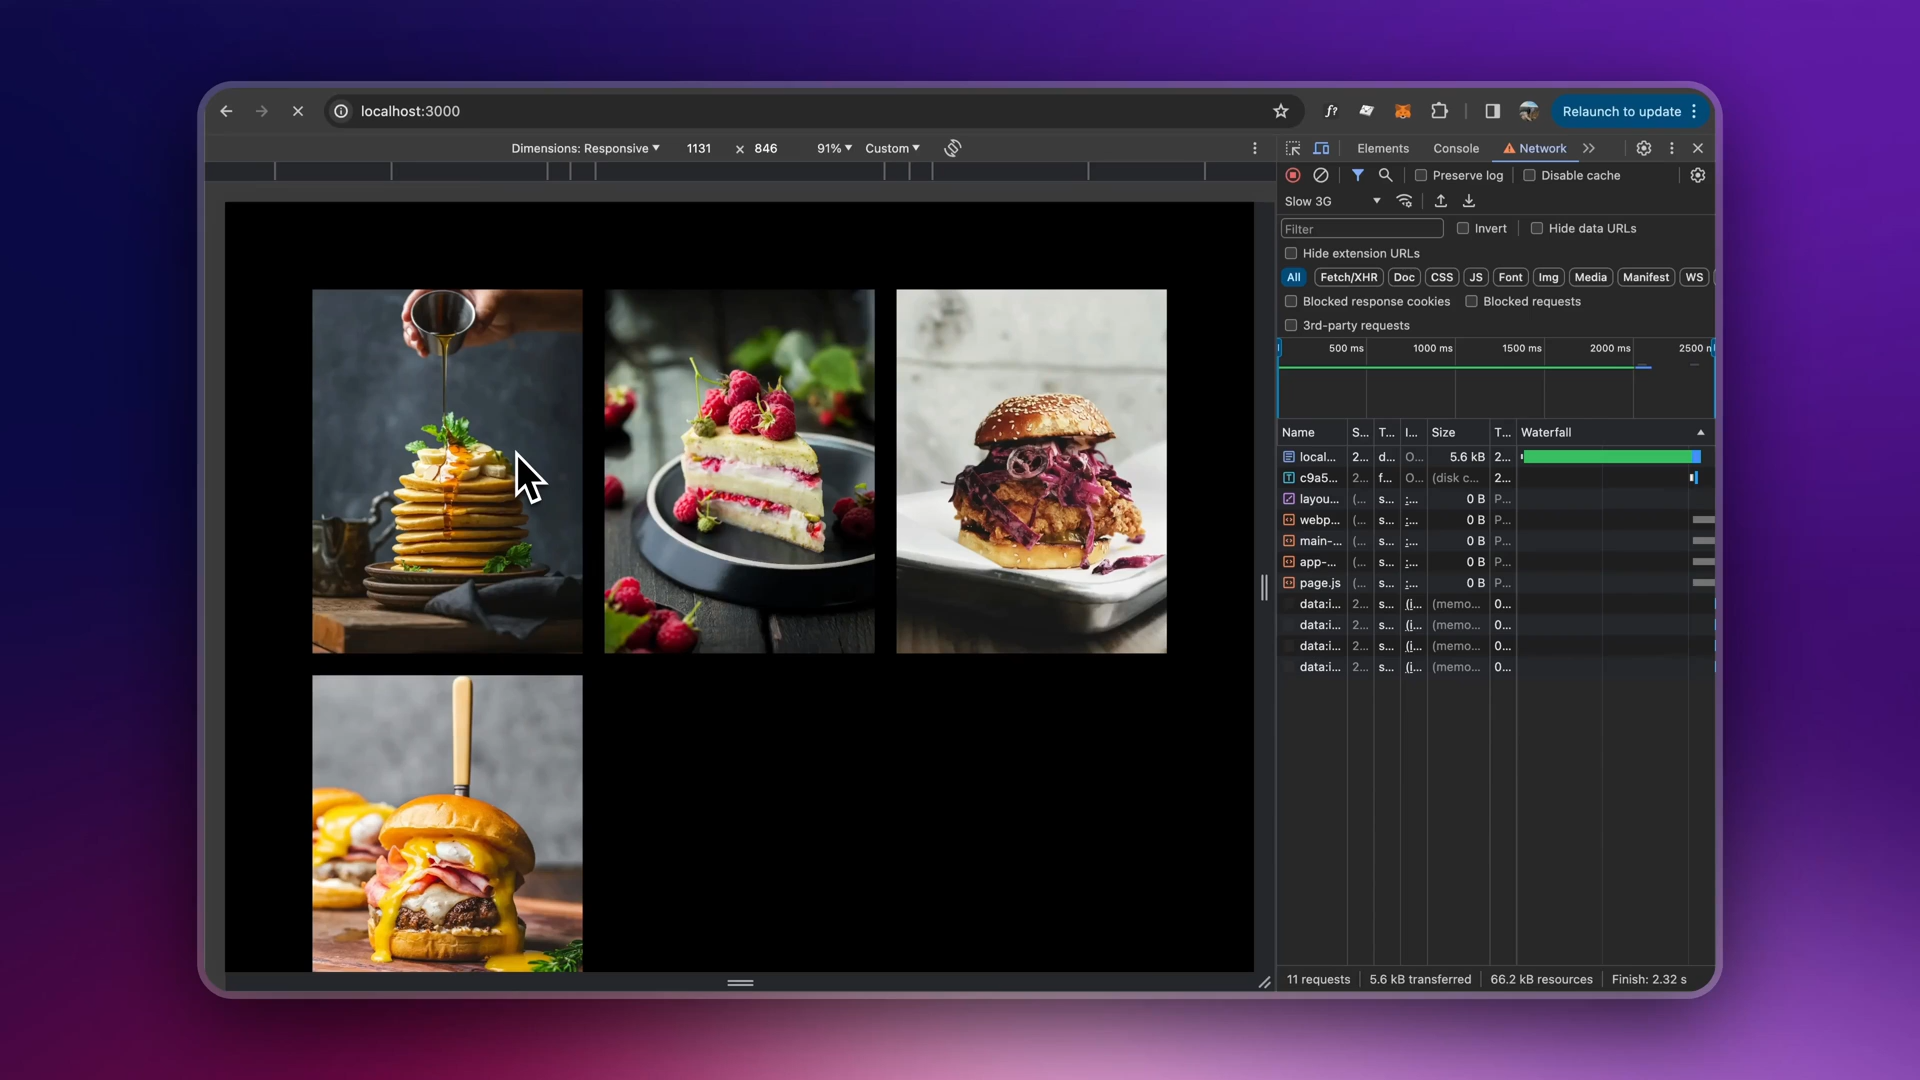 localhost:3000
f?
Relaunch to update
Dimensions: Responsive 1131 x 846 91% Custom
Elements Console Network
Preserve log Disable cache
Slow 3G
Filter Invert Hide data URLs
Hide extension URLs
All Fetch/XHR Doc CSS JS Font Img Media Manifest WS
Blocked response cookies Blocked requests
3rd-party requests
500 ms 1000 ms 1500 ms 2000 ms 2500 m
Name S... T... I... Size T... Waterfall
local... 2... d... O... 5.6 kB 2...
c9a5... 2... f... O... (disk c... 2...
layou... (... s... :... 0 B P...
webp... (... s... :... 0 B P...
main-... (... s... :... 0 B P...
app-... (... s... :... 0 B P...
page.js (... s... :... 0 B P...
data:i... 2... s... (i... (memo... 0...
data:i... 2... s... (i... (memo... 0...
data:i... 2... s... (i... (memo... 0...
data:i... 2... s... (i... (memo... 0...
11 requests 5.6 kB transferred 66.2 kB resources Finish: 2.32 s